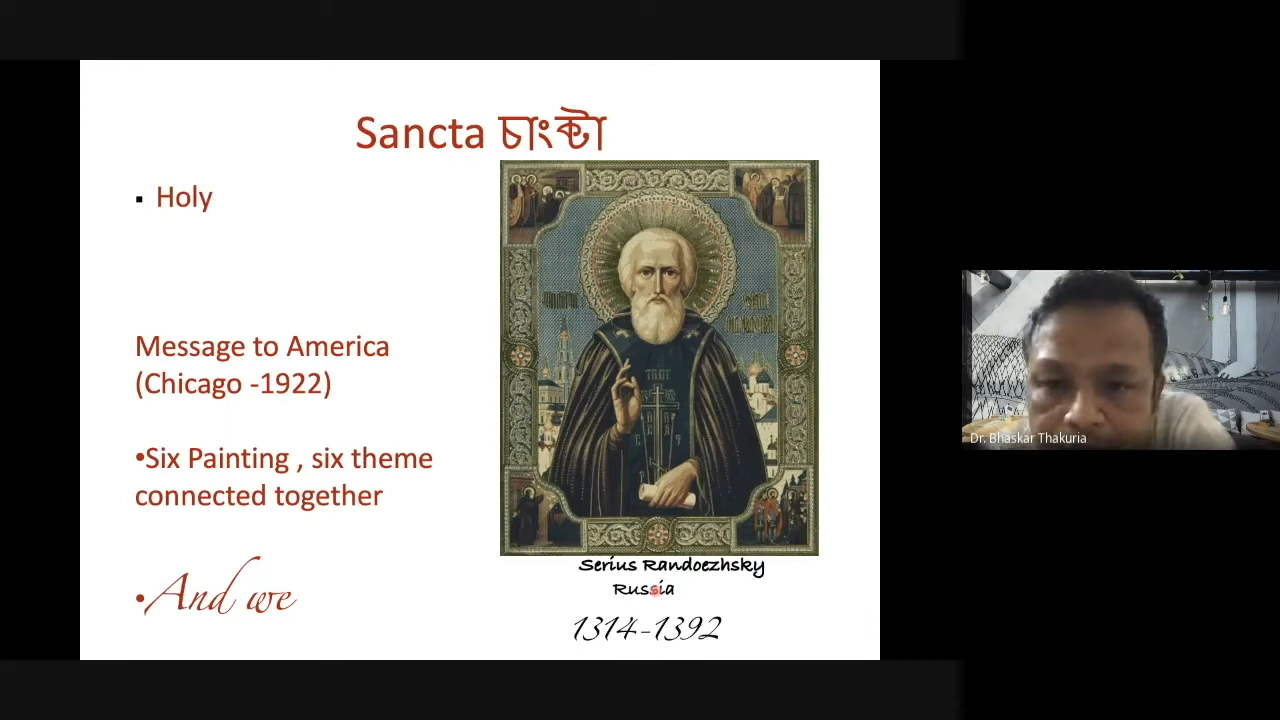 Sancta চাংক্টা
▪ Holy
Message to America
(Chicago -1922)
•Six Painting , six theme
connected together
•And we
Serius Randoezhsky
Russia
1314-1392
Dr. Bhaskar Thakuria